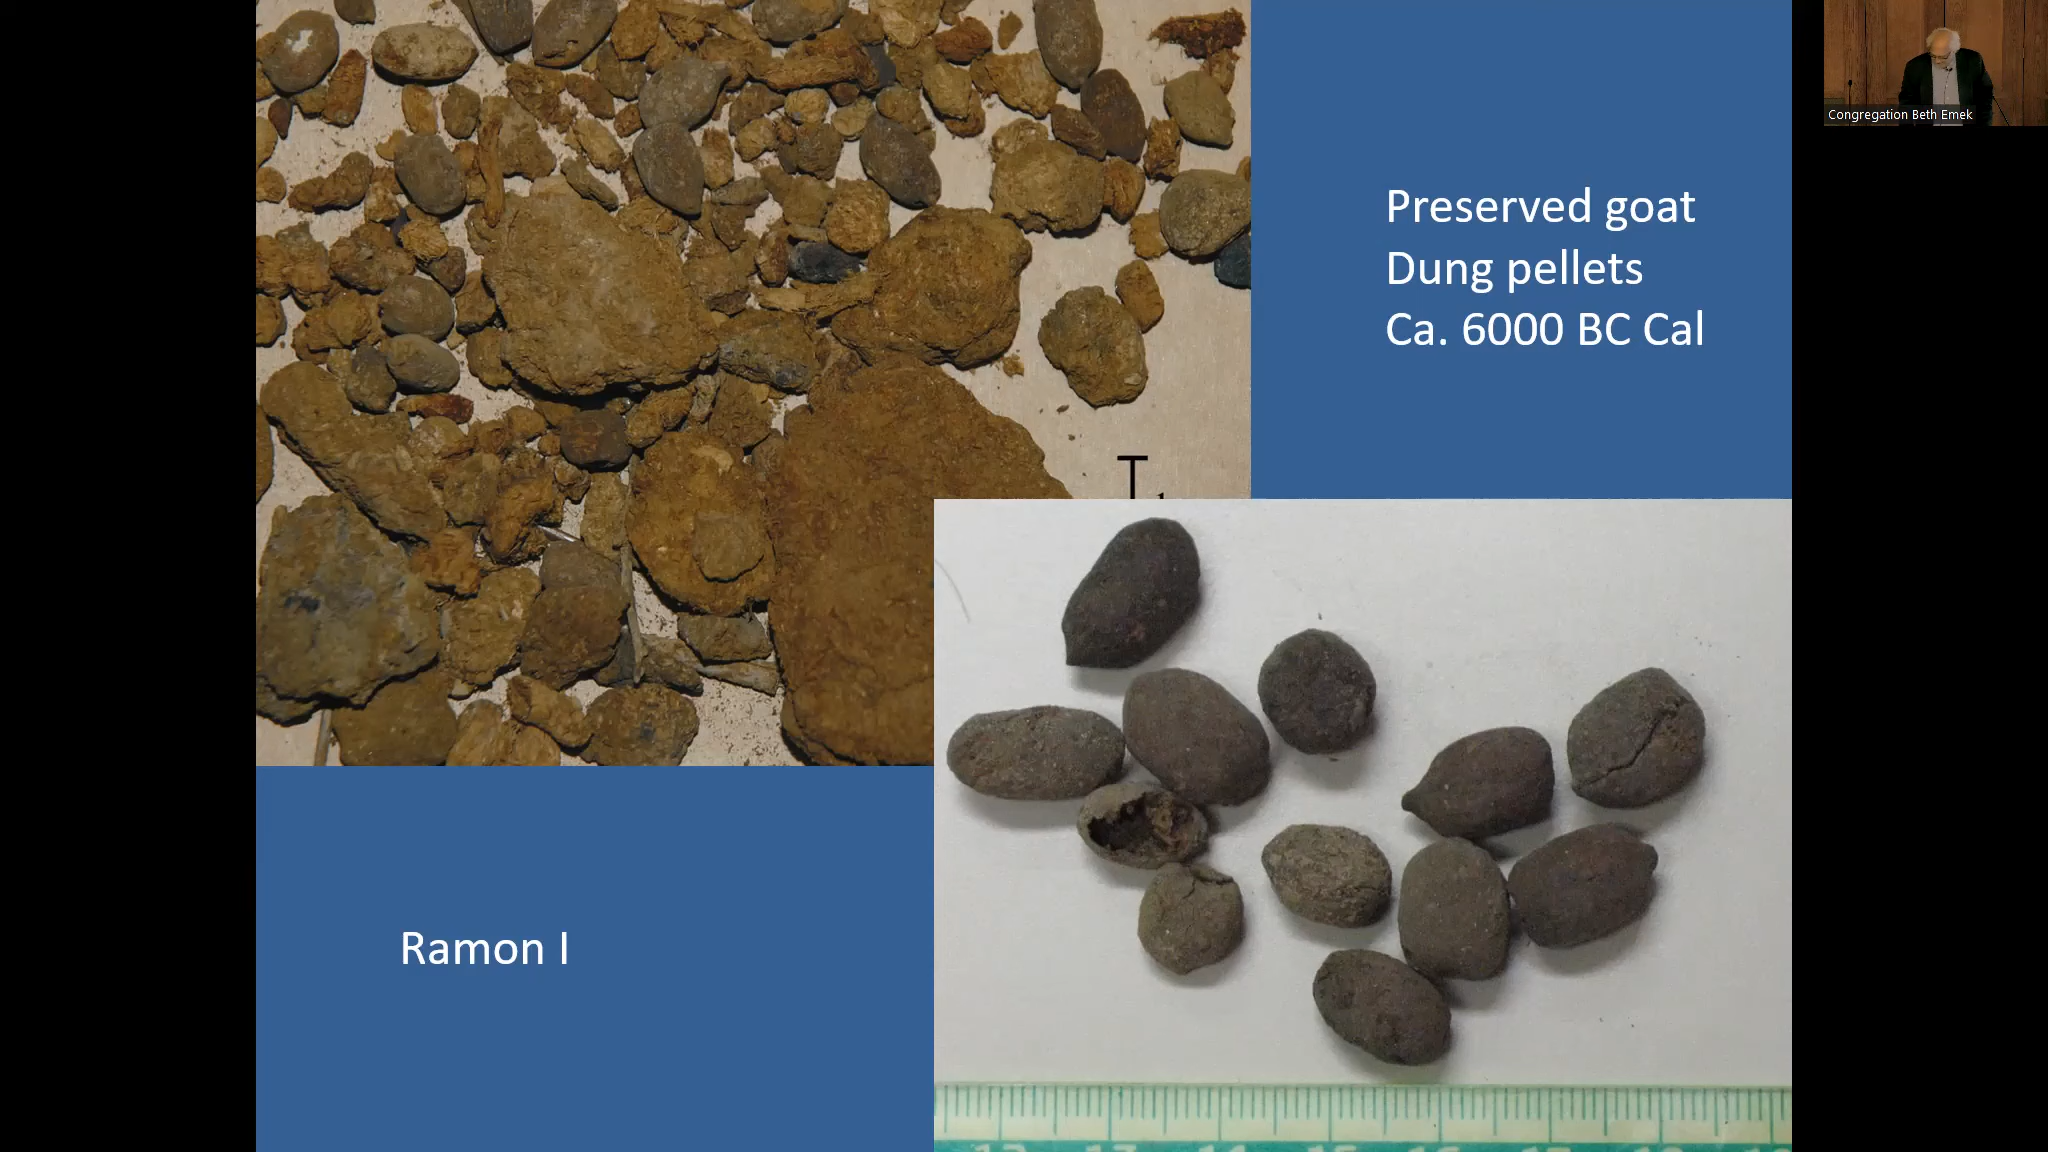 Preserved goat
Dung pellets
Ca. 6000 BC Cal
Ramon I
Congregation Beth Emek